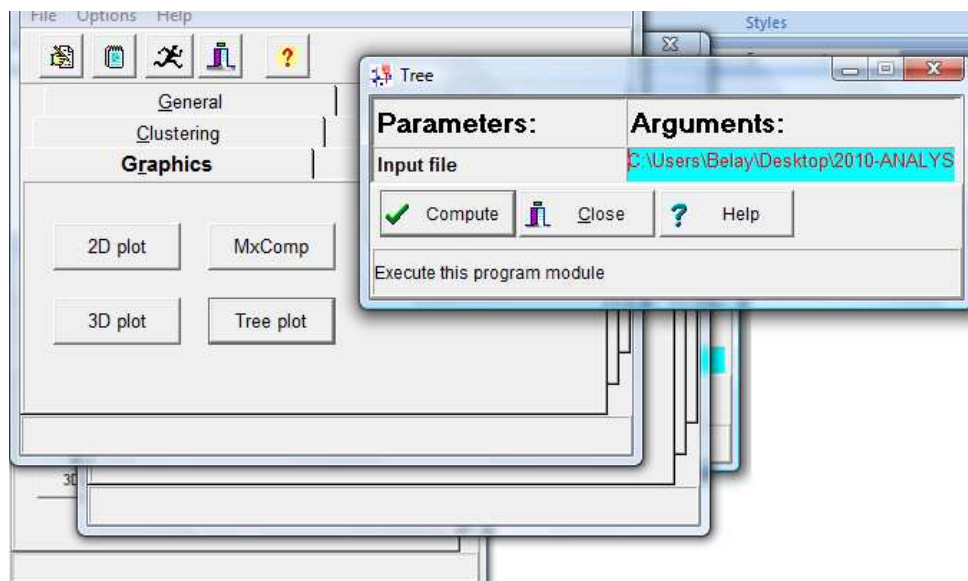 File Options Help
Styles
?
Tree
General
Clustering
Graphics
Parameters: Arguments:
Input file C:\Users\Belay\Desktop\2010-ANALYS
Compute Close ? Help
Execute this program module
2D plot MxComp
3D plot Tree plot
3D